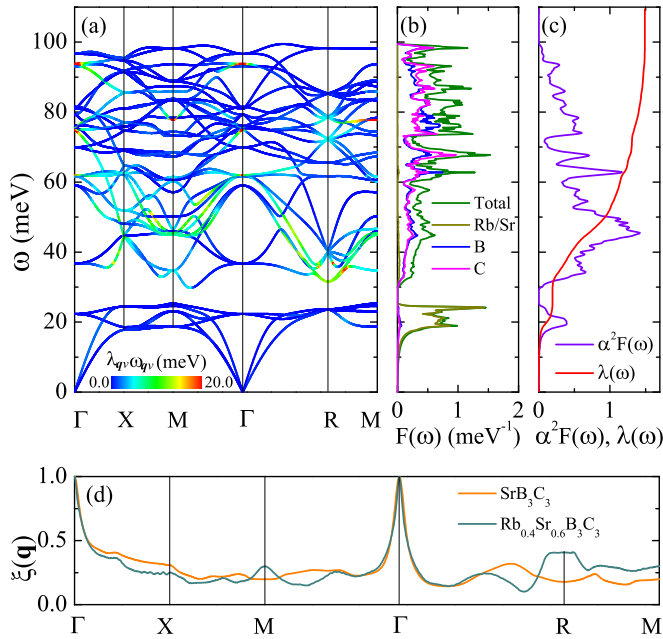 (a)
(b)
(c)
100
80
60
40
20
0
ω (meV)
λqνωqν (meV)
0.0 20.0
Γ X M Γ R M
Total
Rb/Sr
B
C
0 1 2
F(ω) (meV⁻¹)
α²F(ω)
λ(ω)
0 1
α²F(ω), λ(ω)
(d)
1.0
0.5
0.0
ξ(q)
SrB₃C₃
Rb₀.₄Sr₀.₆B₃C₃
Γ X M Γ R M